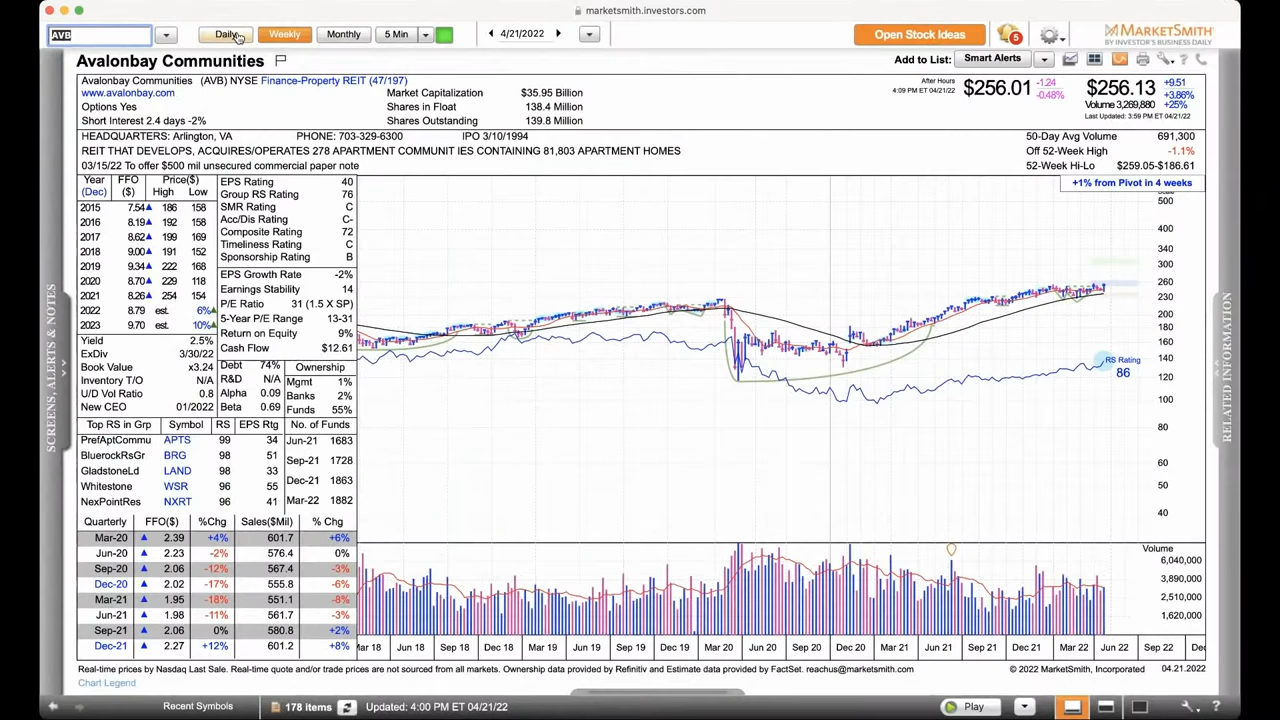 marketsmith.investors.com
AVB
Daily
Weekly
Monthly
5 Min
4/21/2022
Open Stock Ideas
5
MARKETSMITH
BY INVESTOR'S BUSINESS DAILY
Avalonbay Communities
Add to List:
Smart Alerts
Avalonbay Communities (AVB) NYSE Finance-Property REIT (47/197)
www.avalonbay.com
Market Capitalization $35.95 Billion
Options Yes
Shares in Float 138.4 Million
Short Interest 2.4 days -2%
Shares Outstanding 139.8 Million
After Hours
4:09 PM ET 04/21/22
$256.01 -1.24
-0.48%
$256.13 +9.51
+3.86%
Volume 3,269,880 +25%
Last Updated: 3:59 PM ET 04/21/22
HEADQUARTERS: Arlington, VA PHONE: 703-329-6300 IPO 3/10/1994
REIT THAT DEVELOPS, ACQUIRES/OPERATES 278 APARTMENT COMMUNIT IES CONTAINING 81,803 APARTMENT HOMES
03/15/22 To offer $500 mil unsecured commercial paper note
50-Day Avg Volume 691,300
Off 52-Week High -1.1%
52-Week Hi-Lo $259.05-$186.61
Year FFO Price($)
(Dec) ($) High Low
2015 7.54 186 158
2016 8.19 192 158
2017 8.62 199 169
2018 9.00 191 152
2019 9.34 222 168
2020 8.70 229 118
2021 8.26 254 154
2022 8.79 est. 6%
2023 9.70 est. 10%
Yield 2.5%
ExDiv 3/30/22
Book Value x3.24
Inventory T/O N/A
U/D Vol Ratio 0.8
New CEO 01/2022
EPS Rating 40
Group RS Rating 76
SMR Rating C
Acc/Dis Rating C-
Composite Rating 72
Timeliness Rating C
Sponsorship Rating B
EPS Growth Rate -2%
Earnings Stability 14
P/E Ratio 31 (1.5 X SP)
5-Year P/E Range 13-31
Return on Equity 9%
Cash Flow $12.61
Debt 74%
R&D N/A
Alpha 0.09
Beta 0.69
Ownership
Mgmt 1%
Banks 2%
Funds 55%
Top RS in Grp Symbol RS EPS Rtg
PrefAptCommu APTS 99 34
BluerockRsGr BRG 98 51
GladstoneLd LAND 98 33
Whitestone WSR 96 55
NexPointRes NXRT 96 41
No. of Funds
Jun-21 1683
Sep-21 1728
Dec-21 1863
Mar-22 1882
Quarterly FFO($) %Chg Sales($Mil) % Chg
Mar-20 2.39 +4% 601.7 +6%
Jun-20 2.23 -2% 576.4 0%
Sep-20 2.06 -12% 567.4 -3%
Dec-20 2.02 -17% 555.8 -6%
Mar-21 1.95 -18% 551.1 -8%
Jun-21 1.98 -11% 561.7 -3%
Sep-21 2.06 0% 580.8 +2%
Dec-21 2.27 +12% 601.2 +8%
+1% from Pivot in 4 weeks
500
400
340
300
260
230
200
180
160
140
120
100
80
60
50
40
RS Rating
86
Volume
6,040,000
3,890,000
2,510,000
1,620,000
Mar 18 Jun 18 Sep 18 Dec 18 Mar 19 Jun 19 Sep 19 Dec 19 Mar 20 Jun 20 Sep 20 Dec 20 Mar 21 Jun 21 Sep 21 Dec 21 Mar 22 Jun 22 Sep 22
Real-time prices by Nasdaq Last Sale. Real-time quote and/or trade prices are not sourced from all markets. Ownership data provided by Refinitiv and Estimate data provided by FactSet. reachus@marketsmith.com
© 2022 MarketSmith, Incorporated 04.21.2022
Chart Legend
SCREENS, ALERTS & NOTES
RELATED INFORMATION
Recent Symbols
178 items
Updated: 4:00 PM ET 04/21/22
Play